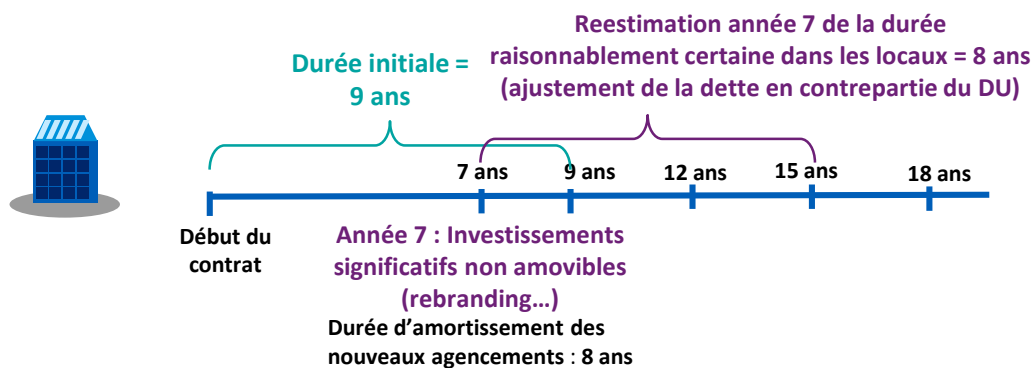 Reestimation année 7 de la durée
raisonnablement certaine dans les locaux = 8 ans
(ajustement de la dette en contrepartie du DU)
Durée initiale =
9 ans
7 ans
9 ans
12 ans
15 ans
18 ans
Début du
contrat
Année 7 : Investissements
significatifs non amovibles
(rebranding…)
Durée d’amortissement des
nouveaux agencements : 8 ans